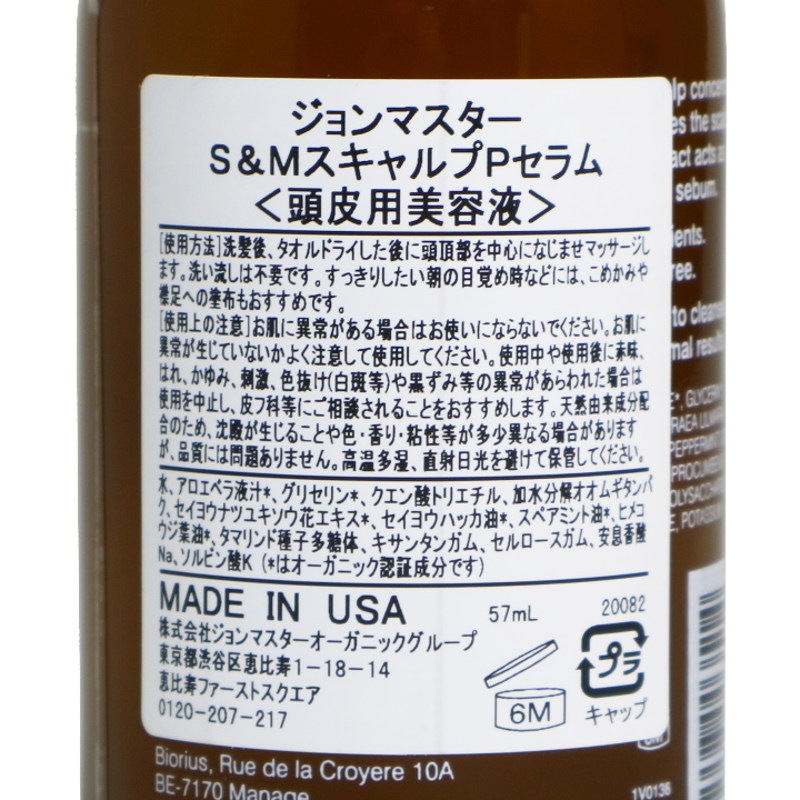 ジョンマスター
S&MスキャルプPセラム
<頭皮用美容液>
[使用方法]洗髪後、タオルドライした後に頭頂部を中心になじませマッサージし
ます。洗い流しは不要です。すっきりしたい朝の目覚め時などには、こめかみや
襟足への塗布もおすすめです。
[使用上の注意]お肌に異常がある場合はお使いにならないでください。お肌に
異常が生じていないかよく注意して使用してください。使用中や使用後に赤味、
はれ、かゆみ、刺激、色抜け(白斑等)や黒ずみ等の異常があらわれた場合は
使用を中止し、皮フ科等にご相談されることをおすすめします。天然由来成分配
合のため、沈殿が生じることや色・香り・粘性等が多少異なる場合があります
が、品質には問題ありません。高温多湿、直射日光を避けて保管してください。
水、アロエベラ液汁*、グリセリン*、クエン酸トリエチル、加水分解オオムギタンパ
ク、セイヨウナツユキソウ花エキス*、セイヨウハッカ油*、スペアミント油*、ヒメコ
ウジ葉油*、タマリンド種子多糖体、キサンタンガム、セルロースガム、安息香酸
Na、ソルビン酸K (*はオーガニック認証成分です)
MADE IN USA 57mL 20082
株式会社ジョンマスターオーガニックグループ
東京都渋谷区恵比寿1-18-14
恵比寿ファーストスクエア
0120-207-217
6M
プラ
キャップ
Biorius, Rue de la Croyere 10A
BE-7170 Manage
1V0136
act acts
sebum.
to